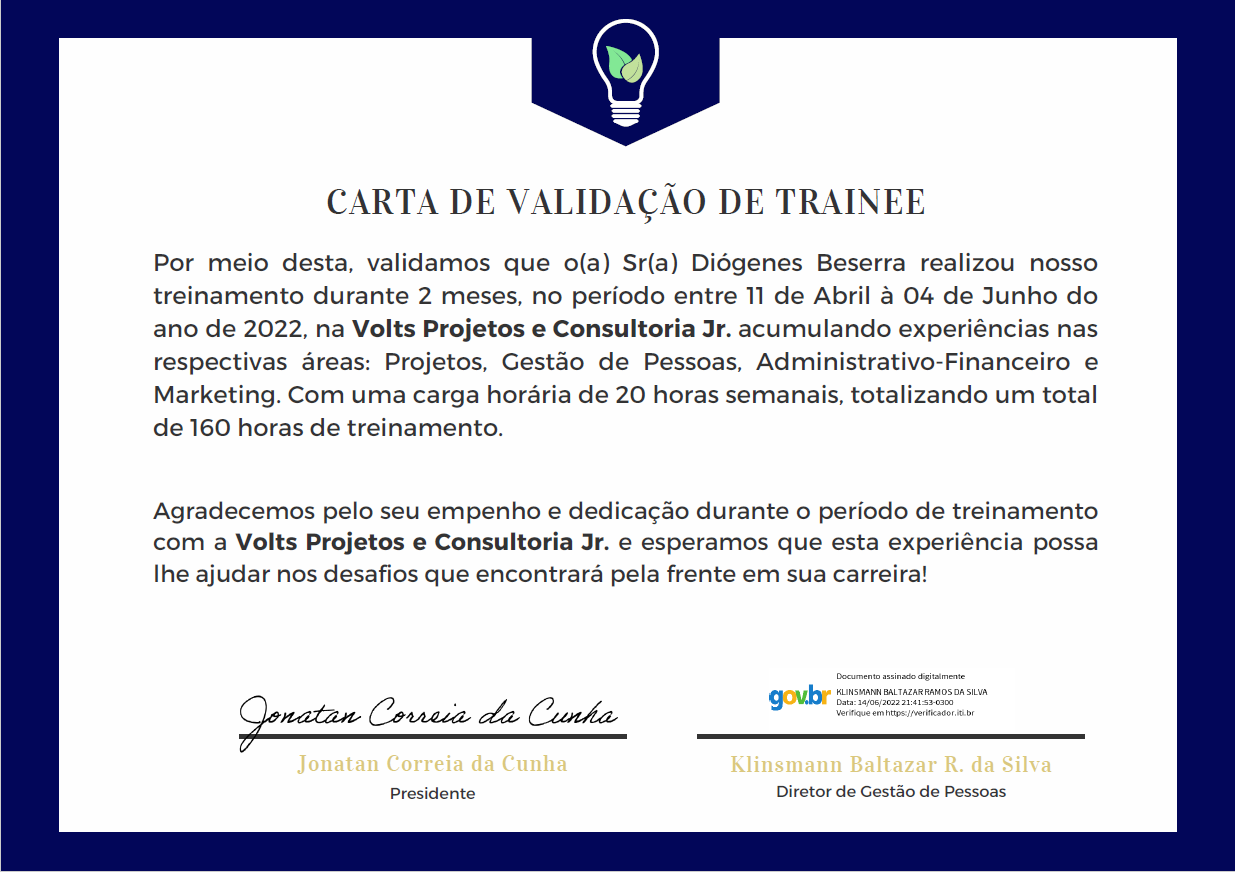 CARTA DE VALIDAÇÃO DE TRAINEE
Por meio desta, validamos que o(a) Sr(a) Diógenes Beserra realizou nosso
treinamento durante 2 meses, no período entre 11 de Abril à 04 de Junho do
ano de 2022, na Volts Projetos e Consultoria Jr. acumulando experiências nas
respectivas áreas: Projetos, Gestão de Pessoas, Administrativo-Financeiro e
Marketing. Com uma carga horária de 20 horas semanais, totalizando um total
de 160 horas de treinamento.
Agradecemos pelo seu empenho e dedicação durante o período de treinamento
com a Volts Projetos e Consultoria Jr. e esperamos que esta experiência possa
lhe ajudar nos desafios que encontrará pela frente em sua carreira!
Jonatan Correia da Cunha
Jonatan Correia da Cunha
Presidente
gov.br
Documento assinado digitalmente
KLINSMANN BALTAZAR RAMOS DA SILVA
Data: 14/06/2022 21:41:53-0300
Verifique em https://verificador.iti.br
Klinsmann Baltazar R. da Silva
Diretor de Gestão de Pessoas